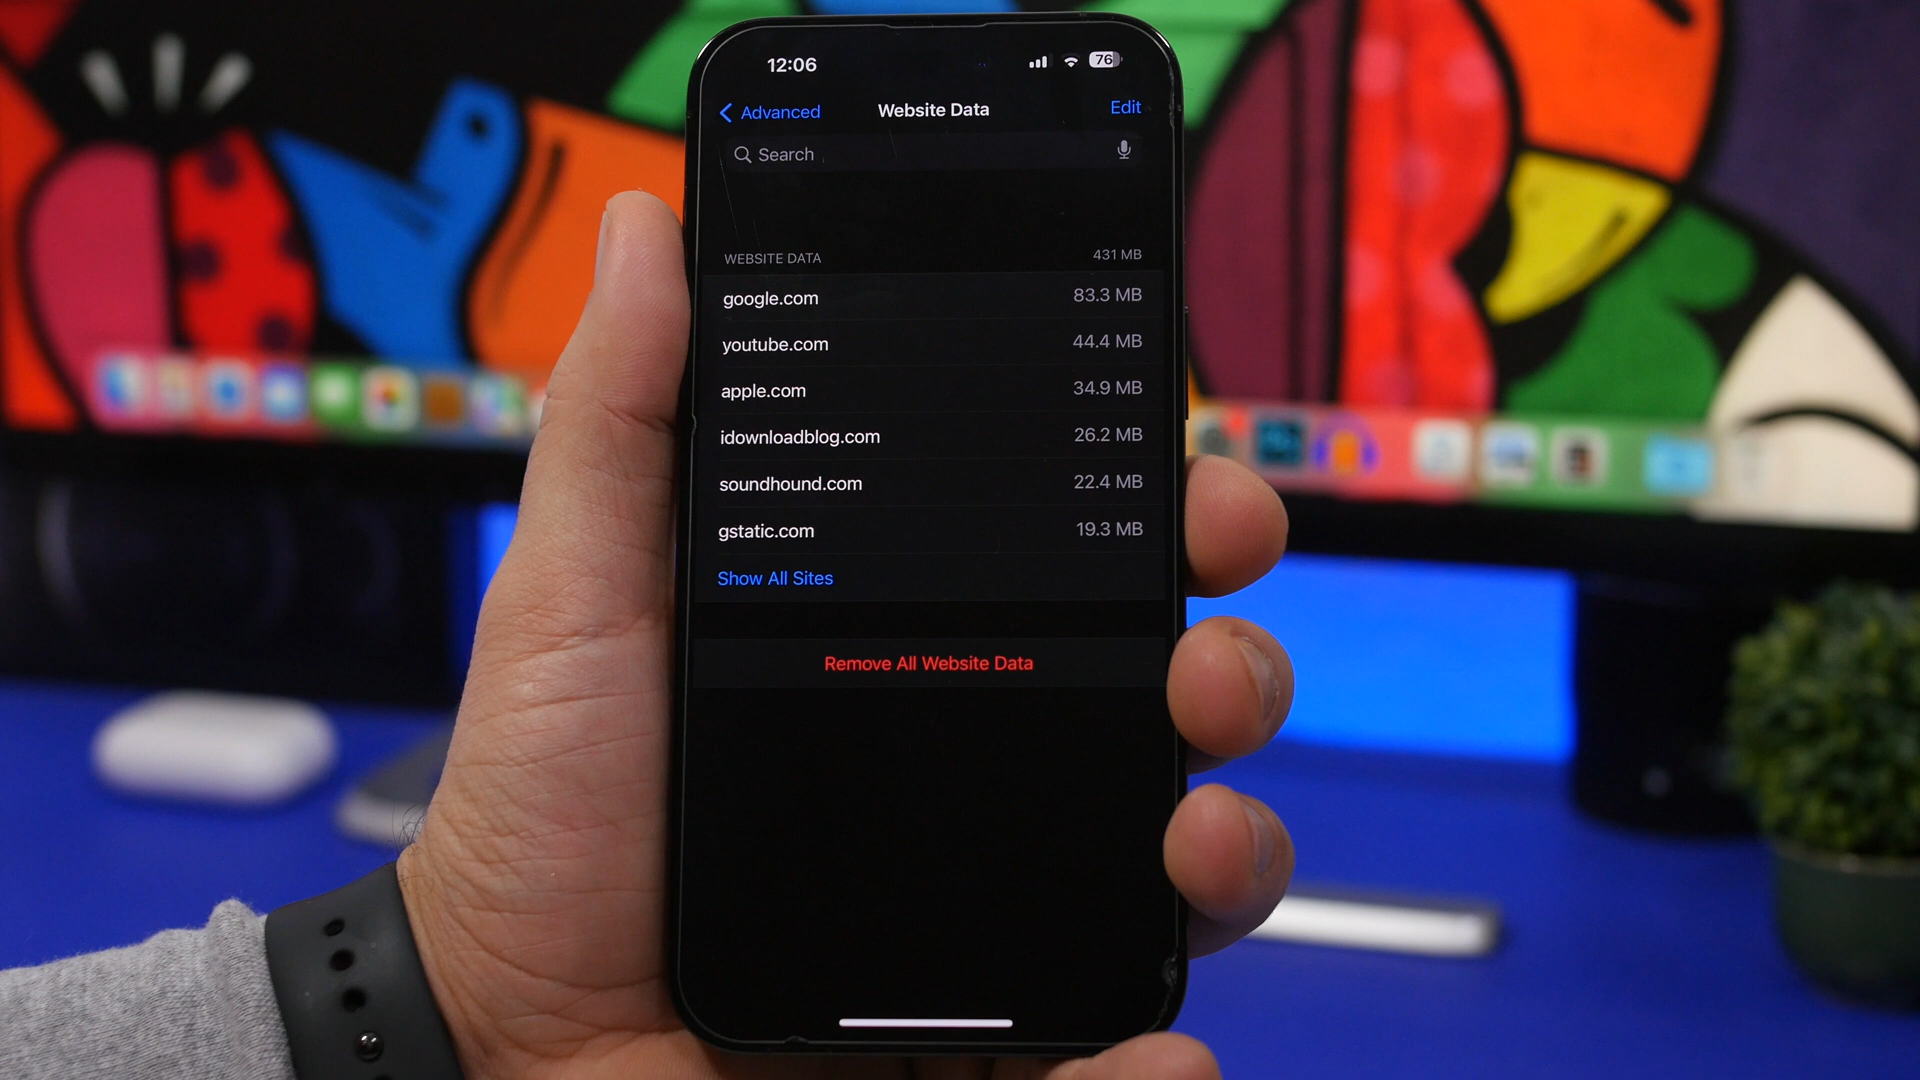 12:06 76
Advanced Website Data Edit
Search
WEBSITE DATA 431 MB
google.com 83.3 MB
youtube.com 44.4 MB
apple.com 34.9 MB
idownloadblog.com 26.2 MB
soundhound.com 22.4 MB
gstatic.com 19.3 MB
Show All Sites
Remove All Website Data